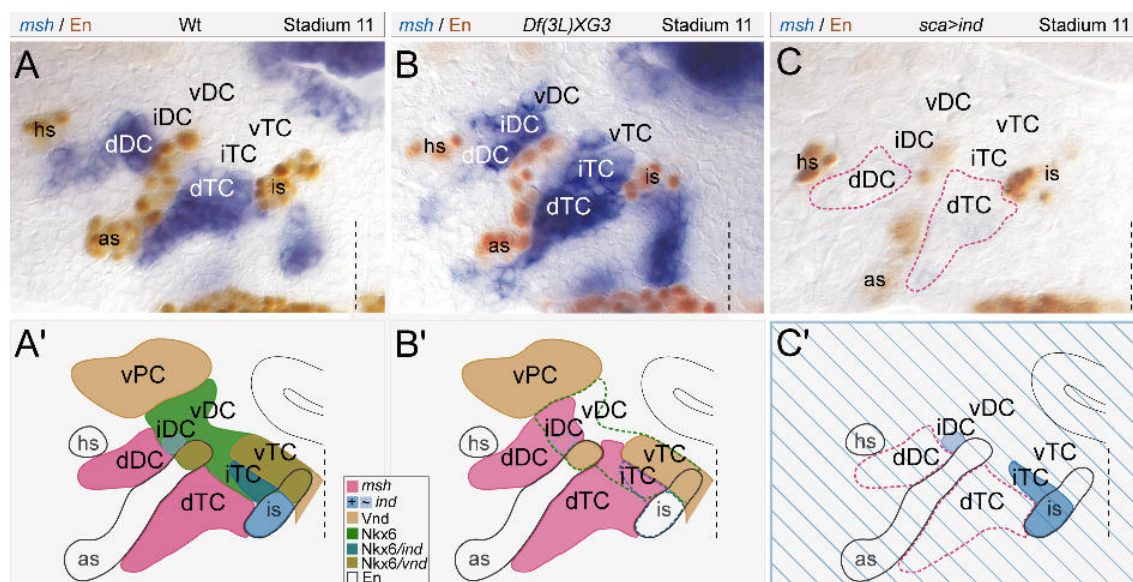 msh / En Wt Stadium 11
msh / En Df(3L)XG3 Stadium 11
msh / En sca>ind Stadium 11
A
vDC
iDC
hs
dDC
vTC
iTC
dTC
is
as
B
vDC
iDC
hs
dDC
vTC
iTC
is
dTC
as
C
vDC
vTC
iDC
hs
iTC
is
dDC
dTC
as
A'
vPC
vDC
iDC
hs
dDC
vTC
iTC
dTC
is
as
msh
+ ~ ind
Vnd
Nkx6
Nkx6/ind
Nkx6/vnd
En
B'
vPC
vDC
iDC
hs
dDC
vTC
iTC
dTC
is
as
C'
vDC
iDC
hs
dDC
vTC
iTC
dTC
is
as